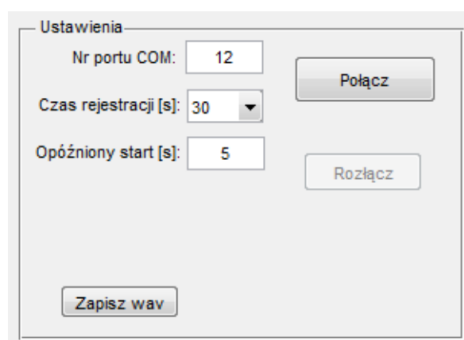 Ustawienia
Nr portu COM: 12
Połącz
Czas rejestracji [s]: 30
Opóźniony start [s]: 5
Rozłącz
Zapisz wav